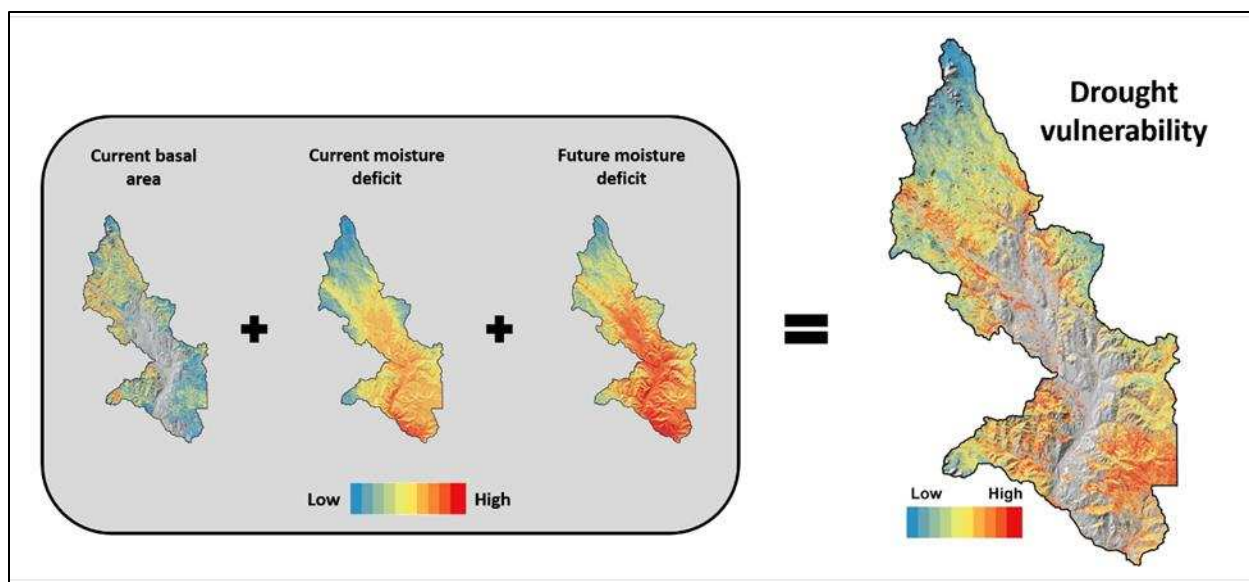 Current basal
area
Current moisture
deficit
Future moisture
deficit
Low
High
Drought
vulnerability
Low
High